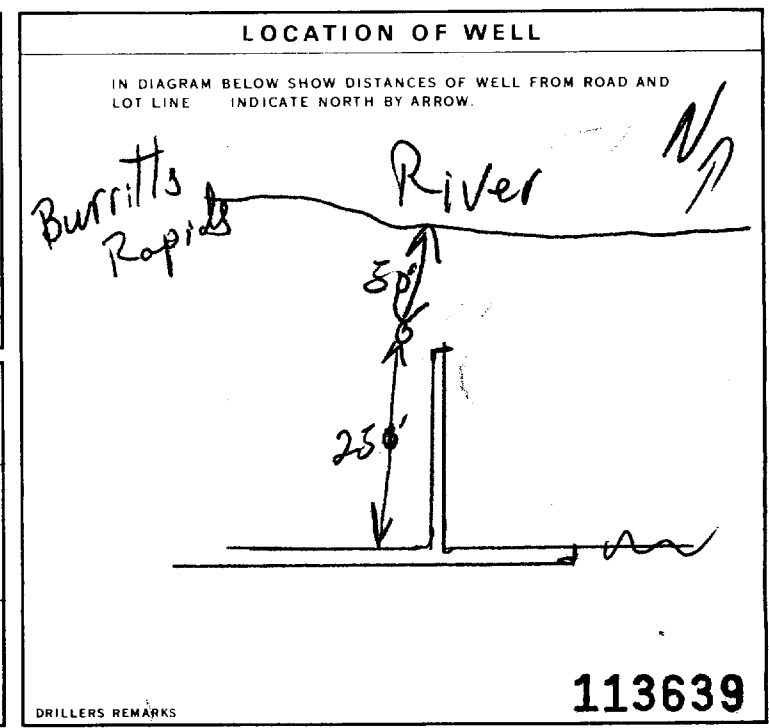 LOCATION OF WELL
IN DIAGRAM BELOW SHOW DISTANCES OF WELL FROM ROAD AND
LOT LINE INDICATE NORTH BY ARROW.
N
Burritts
Rapids
River
50'
250'
DRILLERS REMARKS
113639